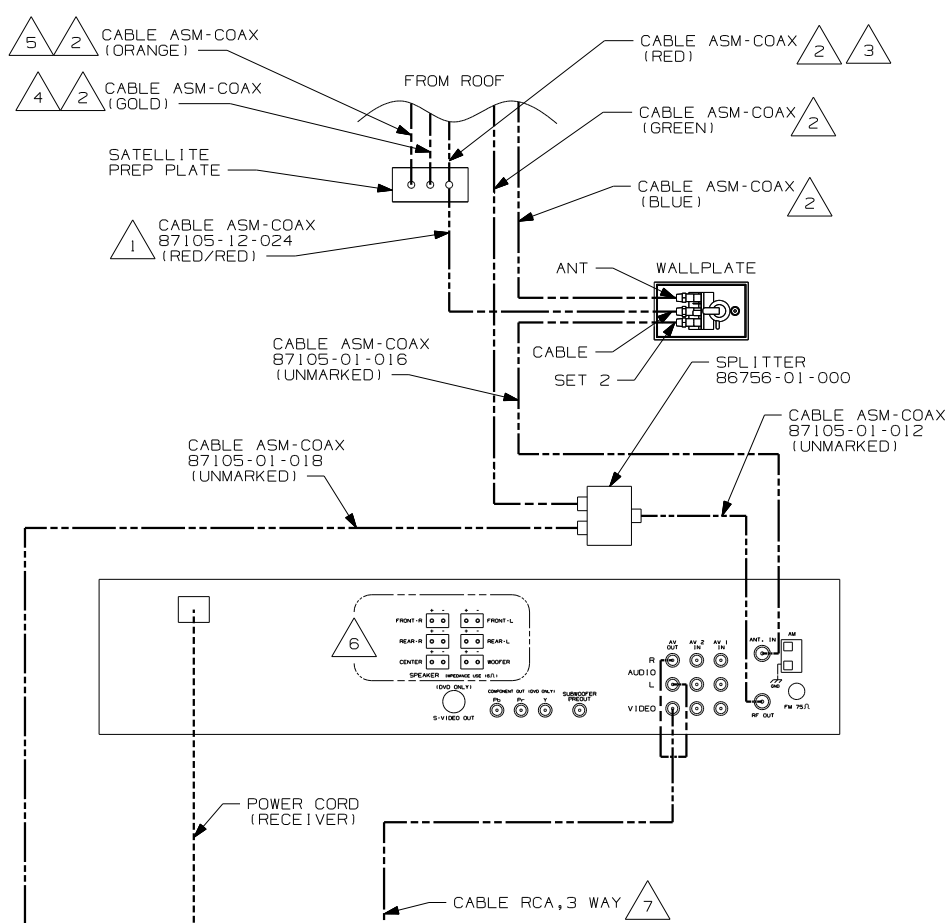 5 2 CABLE ASM-COAX
(ORANGE)
CABLE ASM-COAX 2 3
(RED)
FROM ROOF
4 2 CABLE ASM-COAX
(GOLD)
CABLE ASM-COAX 2
(GREEN)
SATELLITE
PREP PLATE
CABLE ASM-COAX 2
(BLUE)
1 CABLE ASM-COAX
87105-12-024
(RED/RED)
ANT
WALLPLATE
CABLE ASM-COAX
87105-01-016
(UNMARKED)
CABLE
SET 2
SPLITTER
86756-01-000
CABLE ASM-COAX
87105-01-012
(UNMARKED)
CABLE ASM-COAX
87105-01-018
(UNMARKED)
6
+ - + -
FRONT-R FRONT-L
+ - + -
REAR-R REAR-L
+ - + -
CENTER WOOFER
SPEAKER IMPEDANCE USE 16Ω
(DVD ONLY)
S-VIDEO OUT
COMPONENT OUT (DVD ONLY)
Pb Pr Y
SUBWOOFER
PREOUT
AV OUT AV 2 IN AV 1 IN
R
AUDIO
L
VIDEO
ANT. IN
AM
GND
FM 75Ω
RF OUT
POWER CORD
(RECEIVER)
CABLE RCA,3 WAY 7